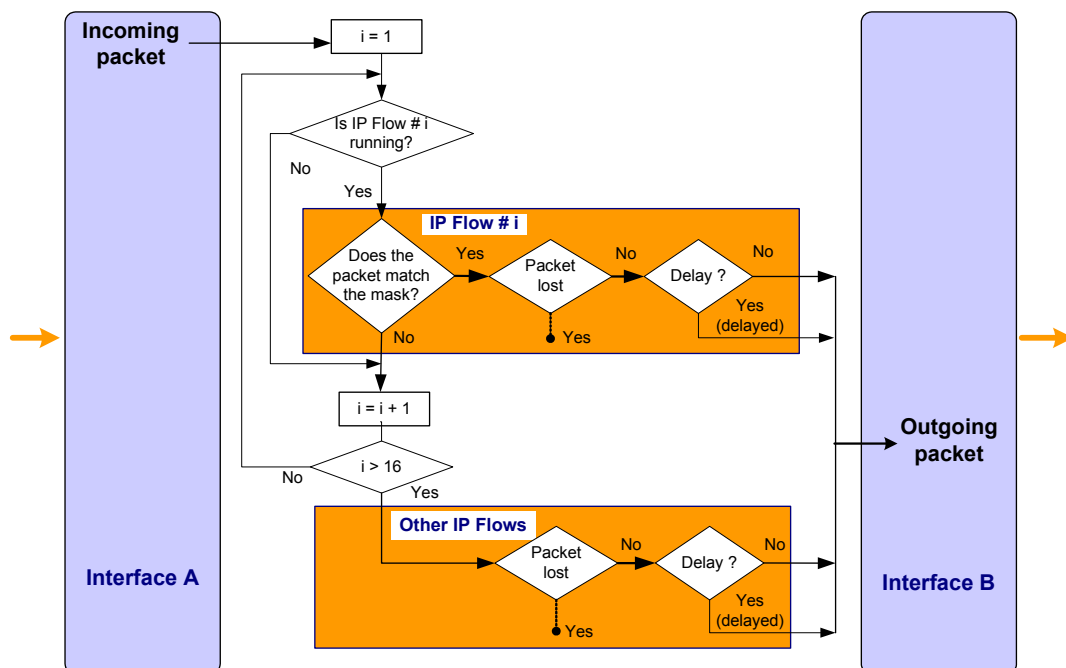 Incoming
packet
i = 1
Is IP Flow # i
running?
No
Yes
IP Flow # i
Does the
packet match
the mask?
Yes
Packet
lost
No
Delay ?
No
Yes
(delayed)
Yes
No
i = i + 1
i > 16
No
Yes
Outgoing
packet
Other IP Flows
Packet
lost
No
Delay ?
No
Yes
(delayed)
Yes
Interface A
Interface B